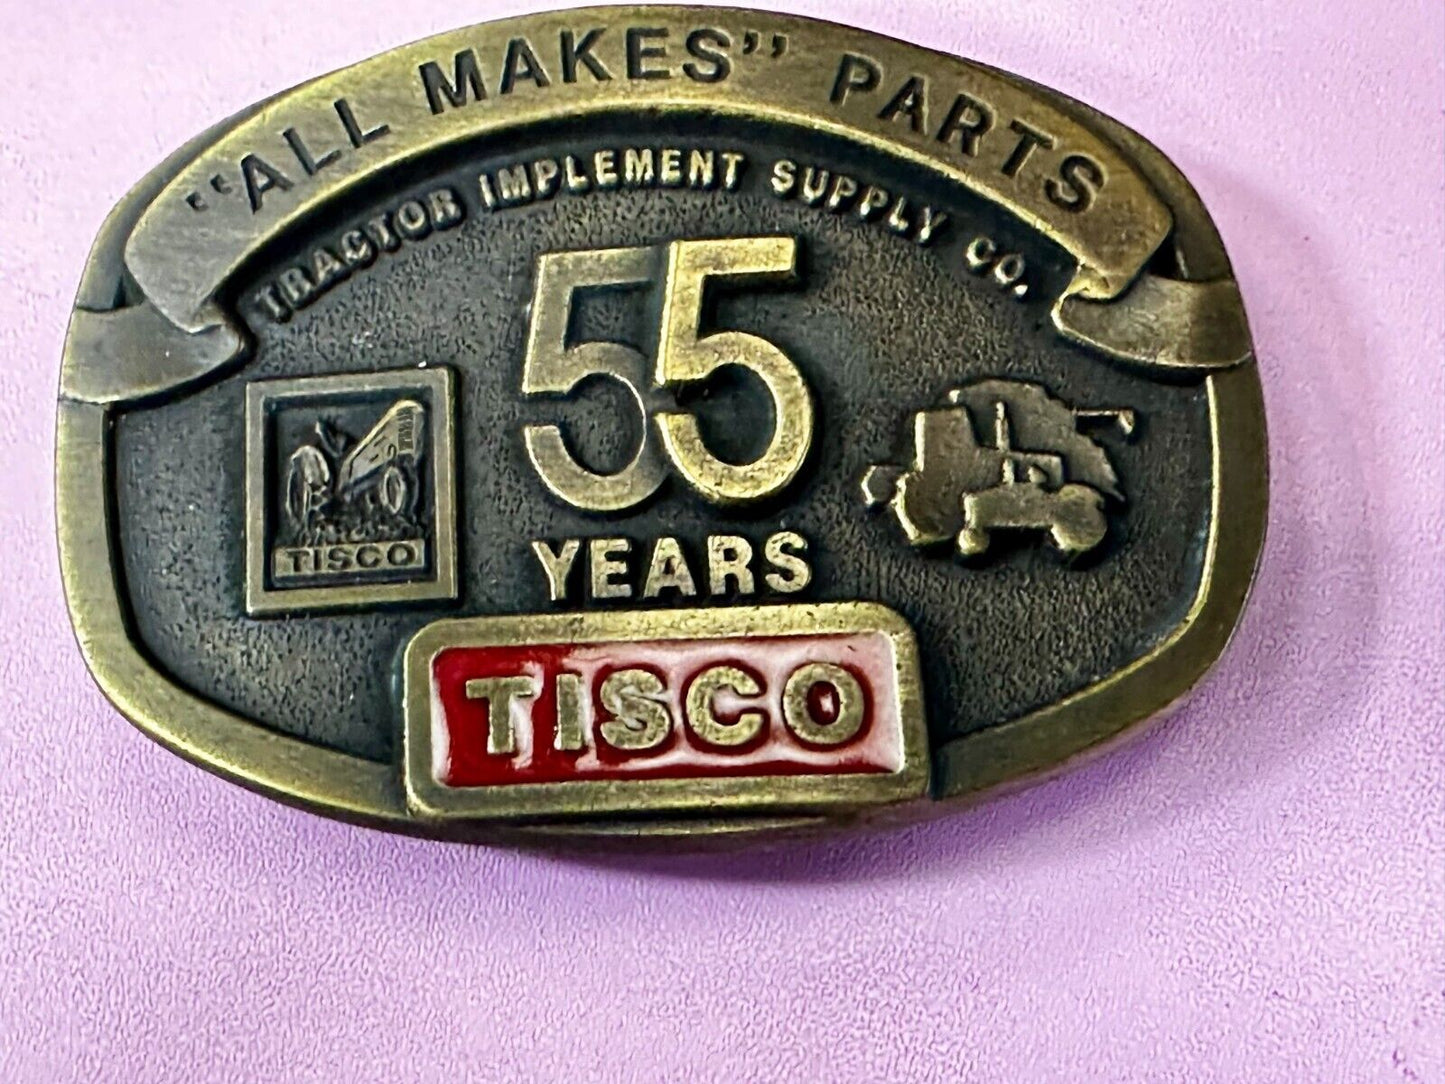 “ALL MAKES” PARTS
TRACTOR IMPLEMENT SUPPLY CO.
55
YEARS
TISCO
TISCO